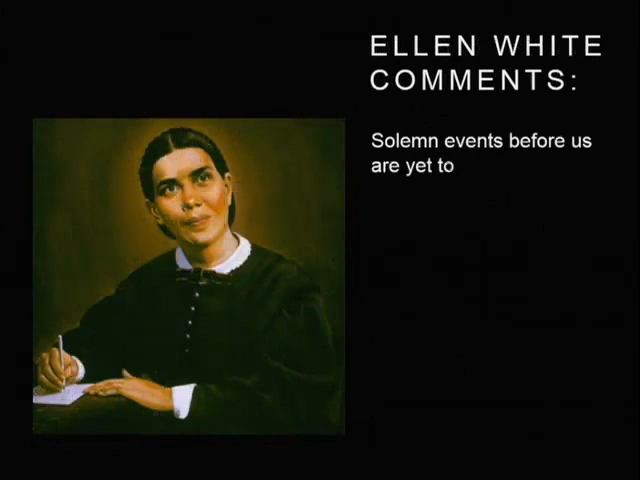 ELLEN WHITE
COMMENTS:
Solemn events before us
are yet to